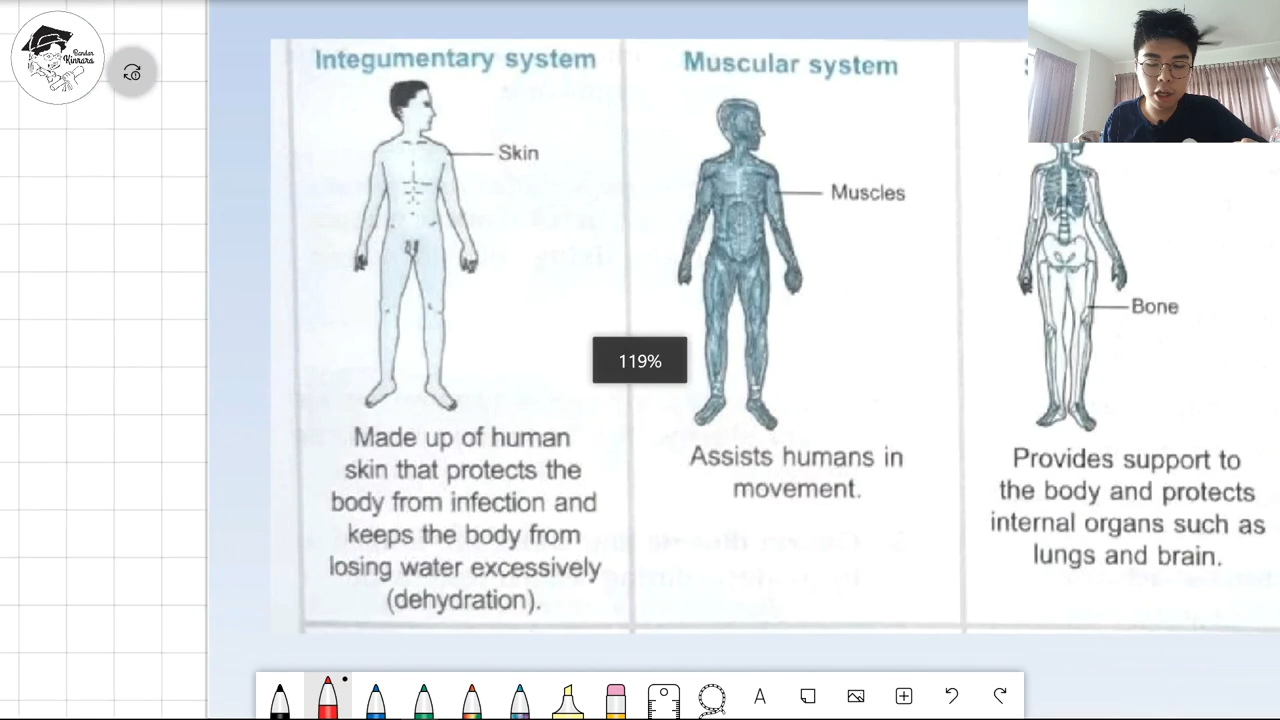 Bandar
Kinrara
Integumentary system
Skin
Made up of human
skin that protects the
body from infection and
keeps the body from
losing water excessively
(dehydration).
Muscular system
Muscles
Assists humans in
movement.
Bone
Provides support to
the body and protects
internal organs such as
lungs and brain.
119%
A